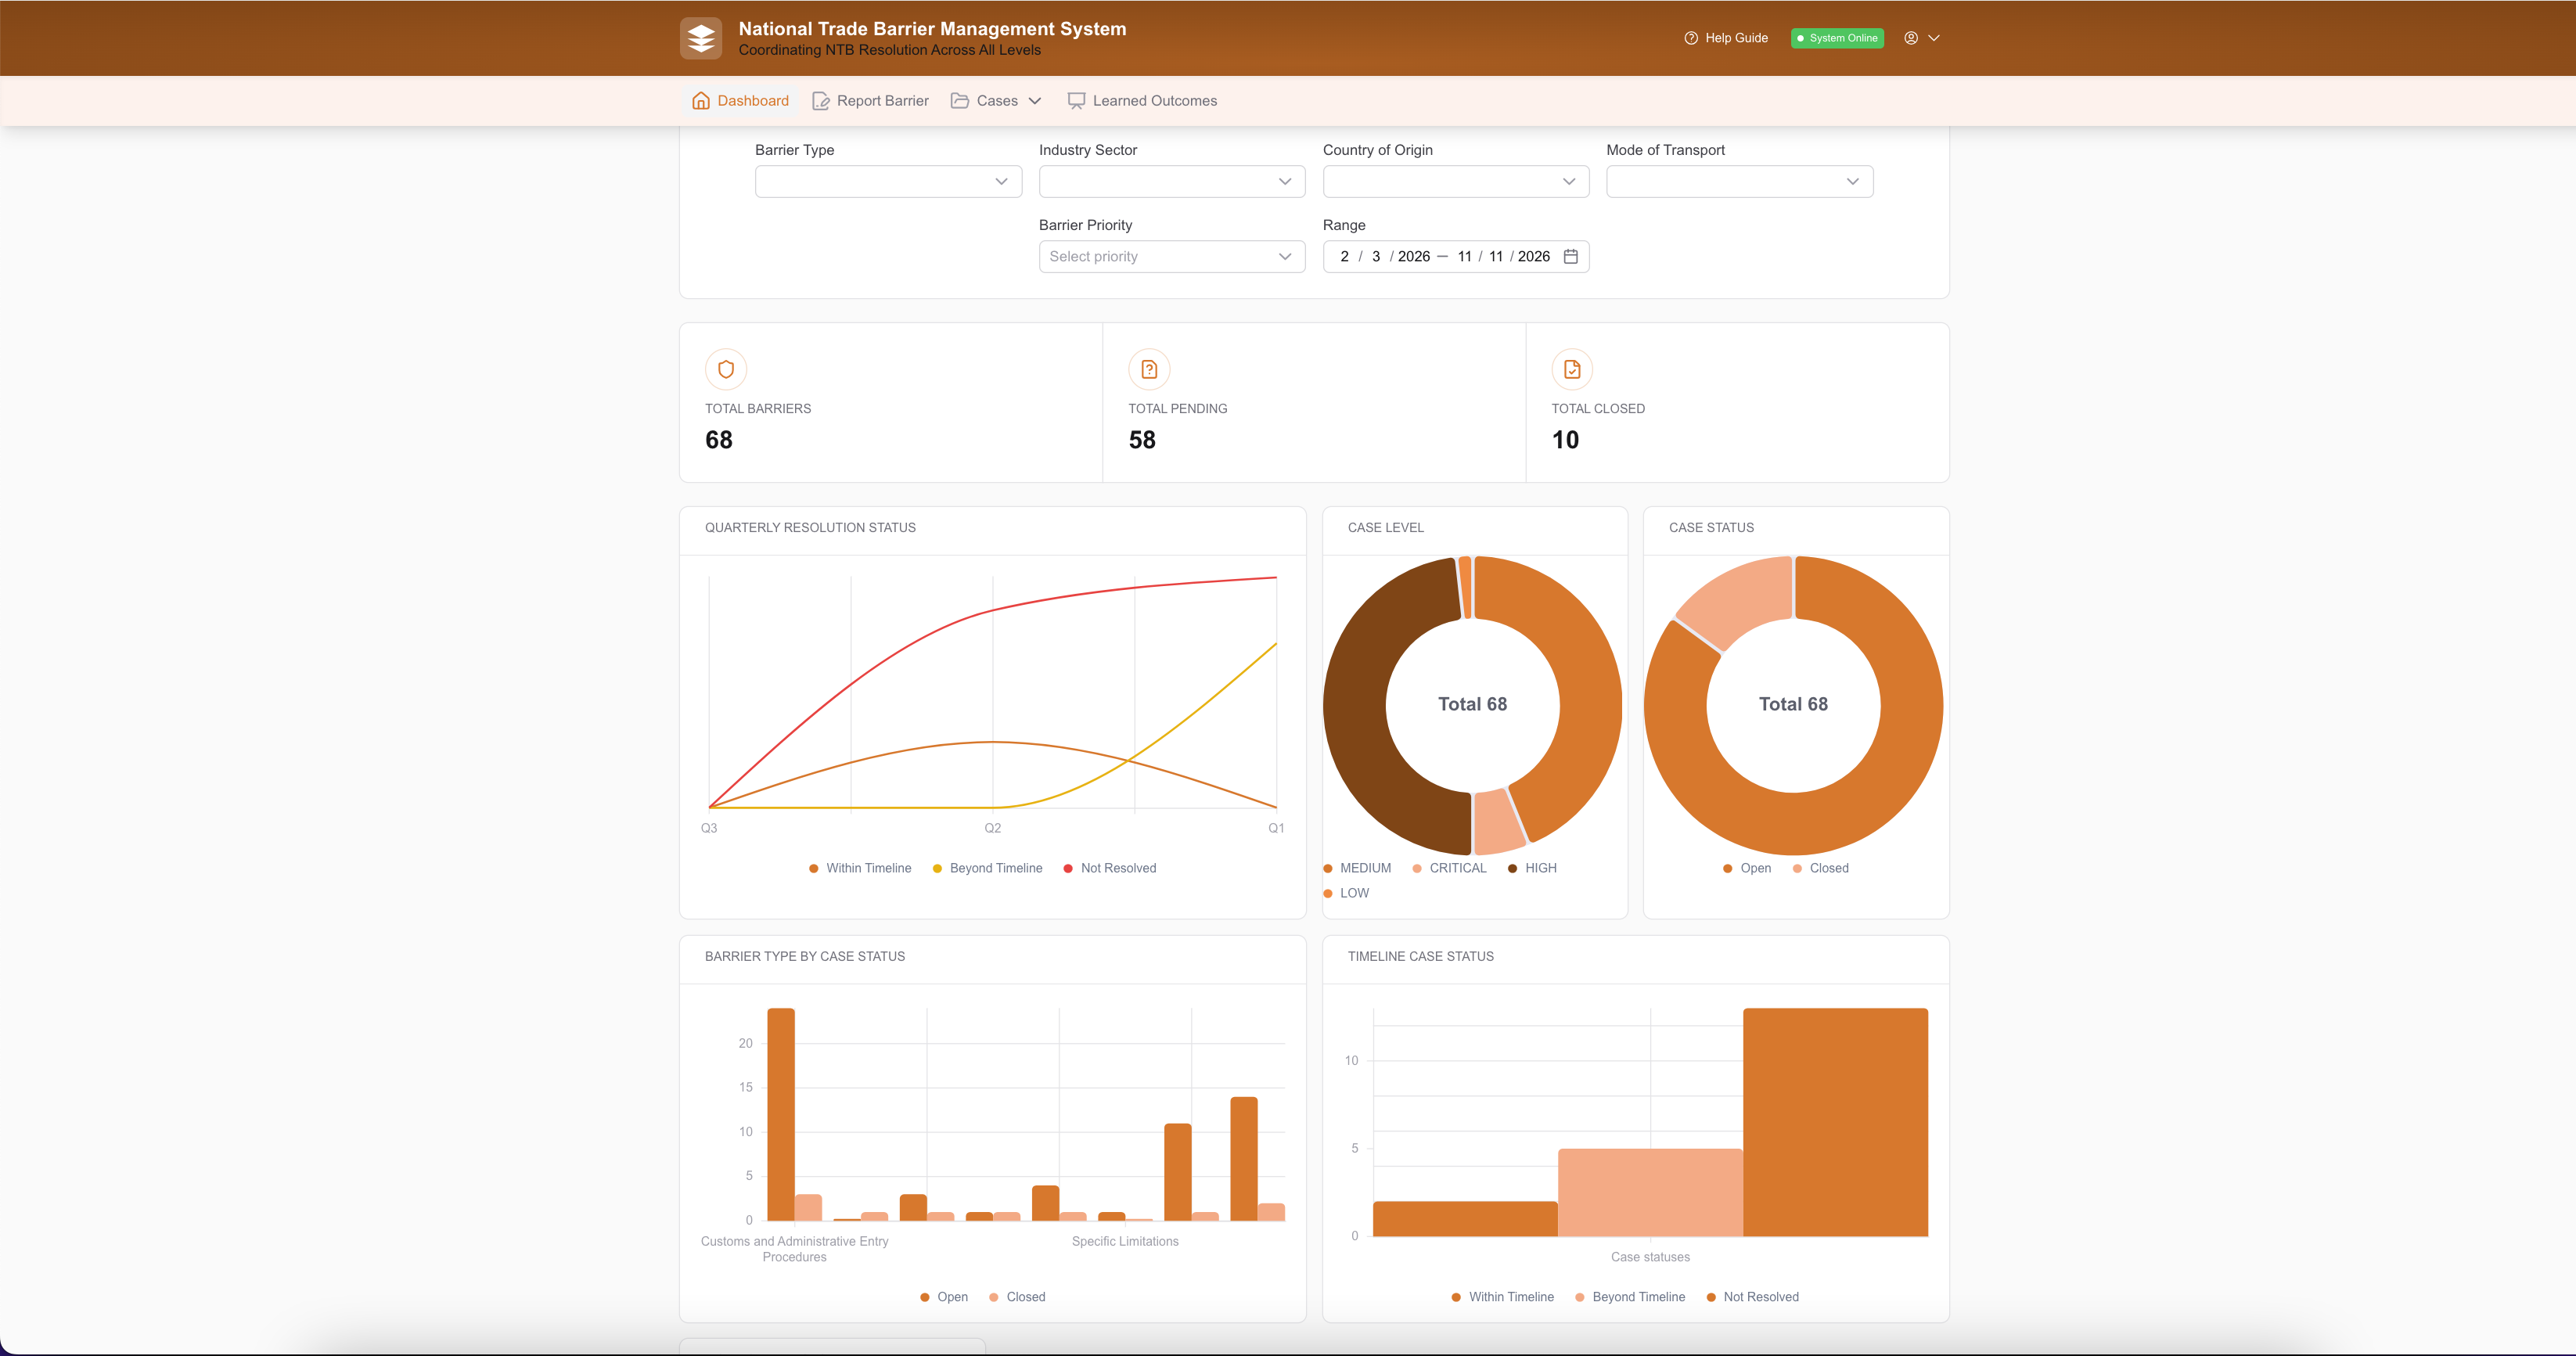 National Trade Barrier Management System
Coordinating NTB Resolution Across All Levels
Help Guide
System Online
Dashboard
Report Barrier
Cases
Learned Outcomes
Barrier Type
Industry Sector
Country of Origin
Mode of Transport
Barrier Priority
Range
Select priority
2 / 3 / 2026 – 11 / 11 / 2026
TOTAL BARRIERS
68
TOTAL PENDING
58
TOTAL CLOSED
10
QUARTERLY RESOLUTION STATUS
Q3 Q2 Q1
Within Timeline Beyond Timeline Not Resolved
CASE LEVEL
Total 68
MEDIUM CRITICAL HIGH
LOW
CASE STATUS
Total 68
Open Closed
BARRIER TYPE BY CASE STATUS
20
15
10
5
0
Customs and Administrative Entry
Procedures
Specific Limitations
Open Closed
TIMELINE CASE STATUS
10
5
0
Case statuses
Within Timeline Beyond Timeline Not Resolved